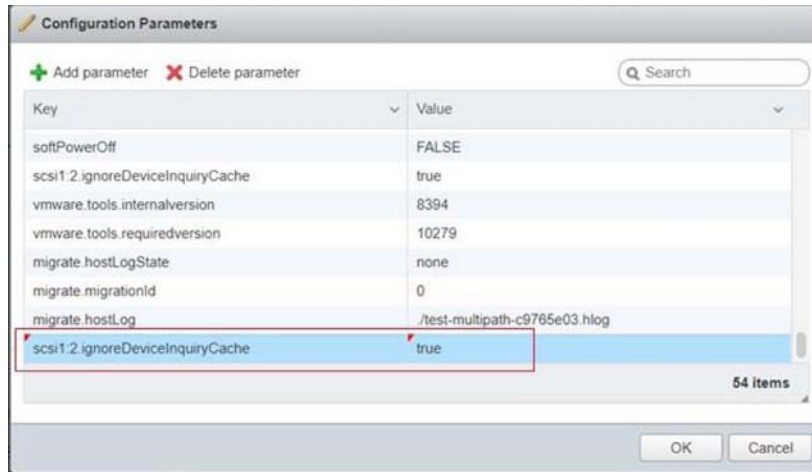 Configuration Parameters
Add parameter Delete parameter Search
Key Value
softPowerOff FALSE
scsi1:2.ignoreDeviceInquiryCache true
vmware.tools.internalversion 8394
vmware.tools.requiredversion 10279
migrate.hostLogState none
migrate.migrationId 0
migrate.hostLog ./test-multipath-c9765e03.hlog
scsi1:2.ignoreDeviceInquiryCache true
54 items
OK Cancel